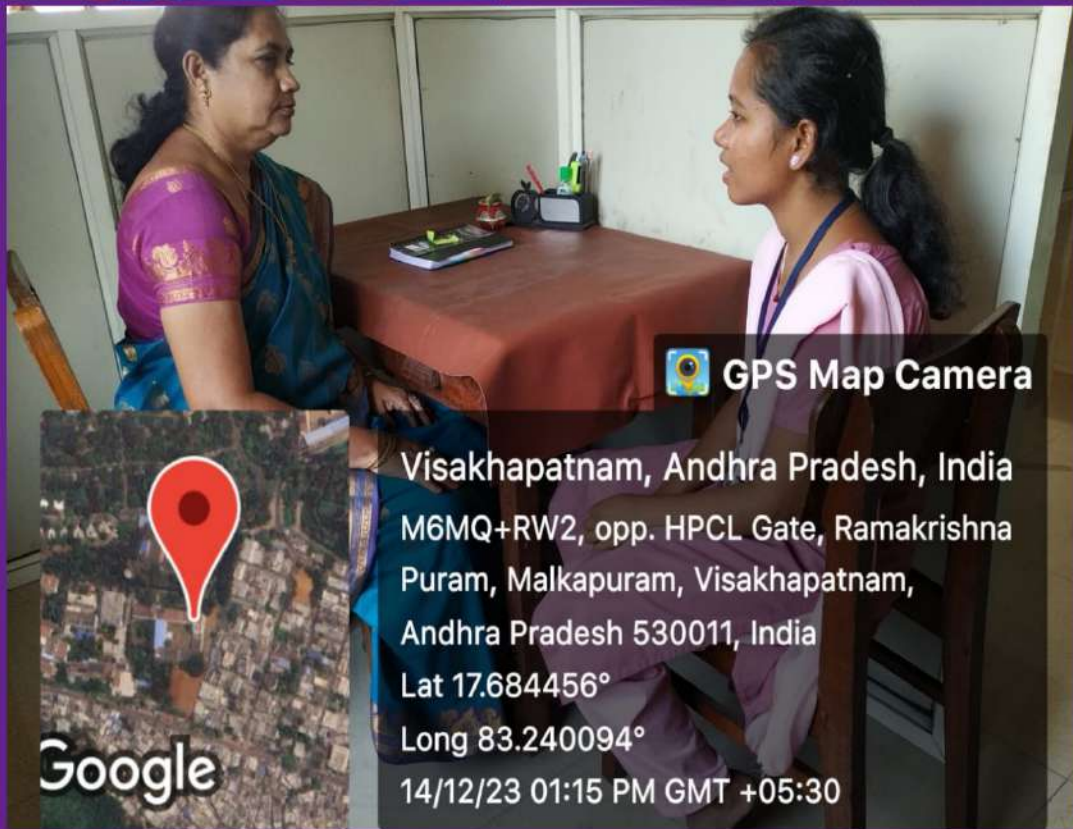 GPS Map Camera
Visakhapatnam, Andhra Pradesh, India
M6MQ+RW2, opp. HPCL Gate, Ramakrishna
Puram, Malkapuram, Visakhapatnam,
Andhra Pradesh 530011, India
Lat 17.684456°
Long 83.240094°
14/12/23 01:15 PM GMT +05:30
Google